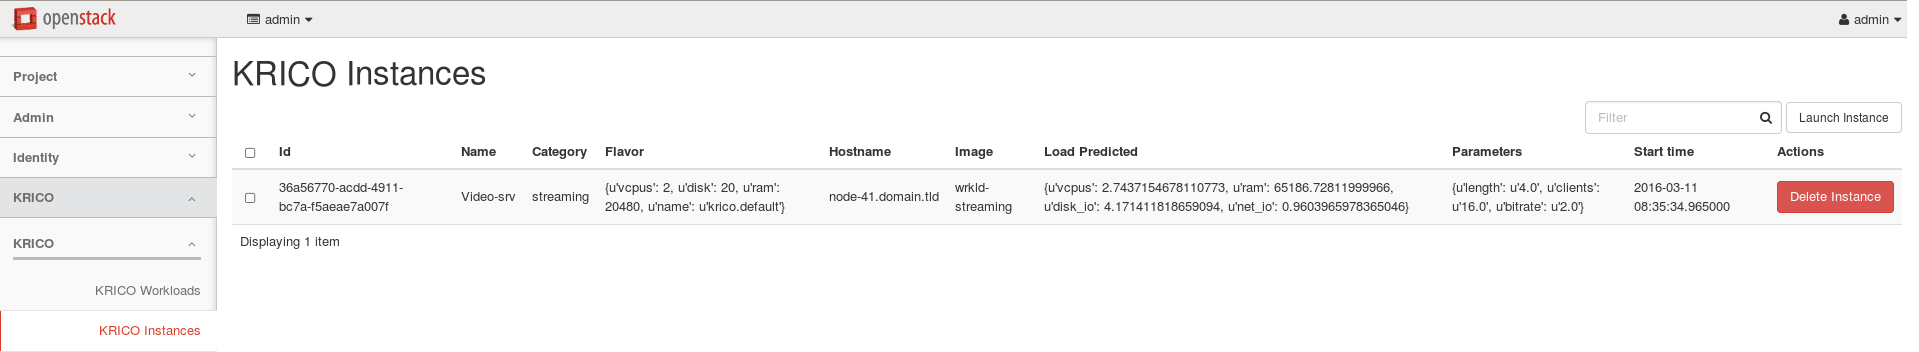 openstack
admin
admin
Project
Admin
Identity
KRICO
KRICO
KRICO Workloads
KRICO Instances
KRICO Instances
Filter
Launch Instance
Id Name Category Flavor Hostname Image Load Predicted Parameters Start time Actions
36a56770-acdd-4911-
bc7a-f5aeae7a007f
Video-srv
streaming
{u'vcpus': 2, u'disk': 20, u'ram':
20480, u'name': u'krico.default'}
node-41.domain.tld
wrkld-
streaming
{u'vcpus': 2.7437154678110773, u'ram': 65186.72811999966,
u'disk_io': 4.171411818659094, u'net_io': 0.9603965978365046}
{u'length': u'4.0', u'clients':
u'16.0', u'bitrate': u'2.0'}
2016-03-11
08:35:34.965000
Delete Instance
Displaying 1 item